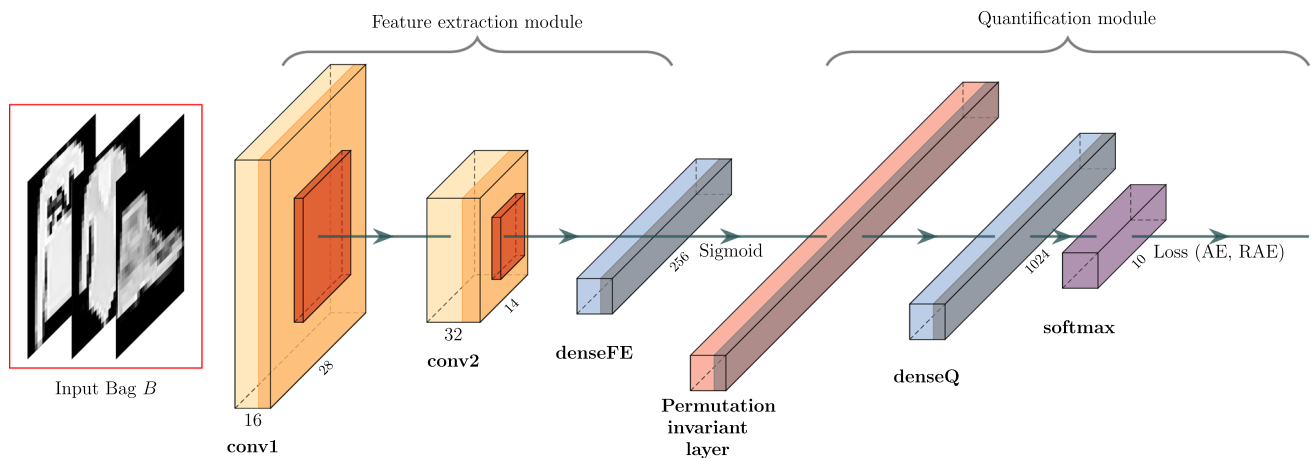 Feature extraction module
Quantification module
Input Bag B
16
28
conv1
32
14
conv2
256
denseFE
Sigmoid
Permutation
invariant
layer
1024
denseQ
10
softmax
Loss (AE, RAE)